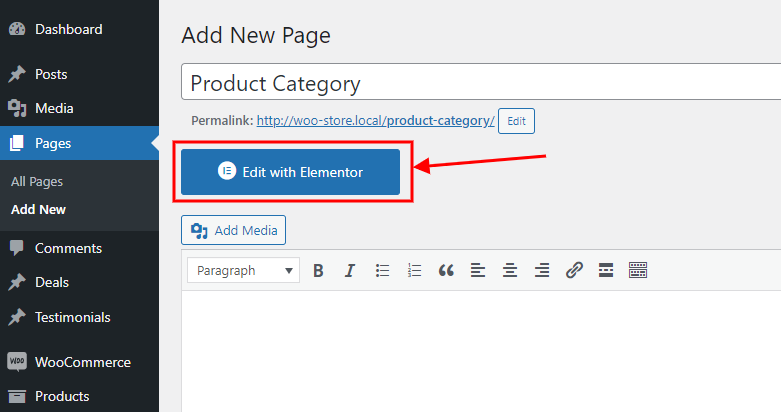 Dashboard
Posts
Media
Pages
All Pages
Add New
Comments
Deals
Testimonials
WOO WooCommerce
Products
Add New Page
Product Category
Permalink: http://woo-store.local/product-category/ Edit
Edit with Elementor
Add Media
Paragraph B I